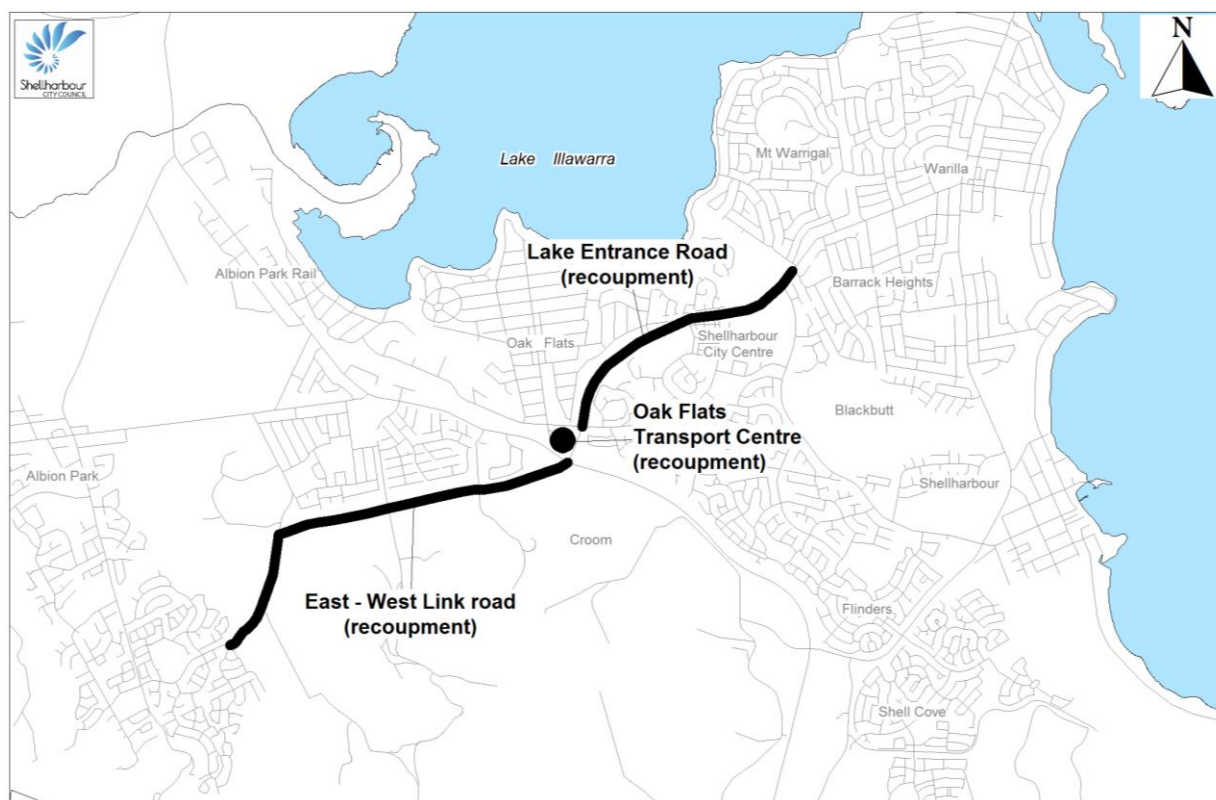 Shellharbour
CITY COUNCIL
N
Lake Illawarra
Mt Warrigal
Warilla
Lake Entrance Road
(recoupment)
Albion Park Rail
Barrack Heights
Oak Flats
Shellharbour
City Centre
Oak Flats
Transport Centre
(recoupment)
Blackbutt
Albion Park
Shellharbour
Croom
East - West Link road
(recoupment)
Flinders
Shell Cove